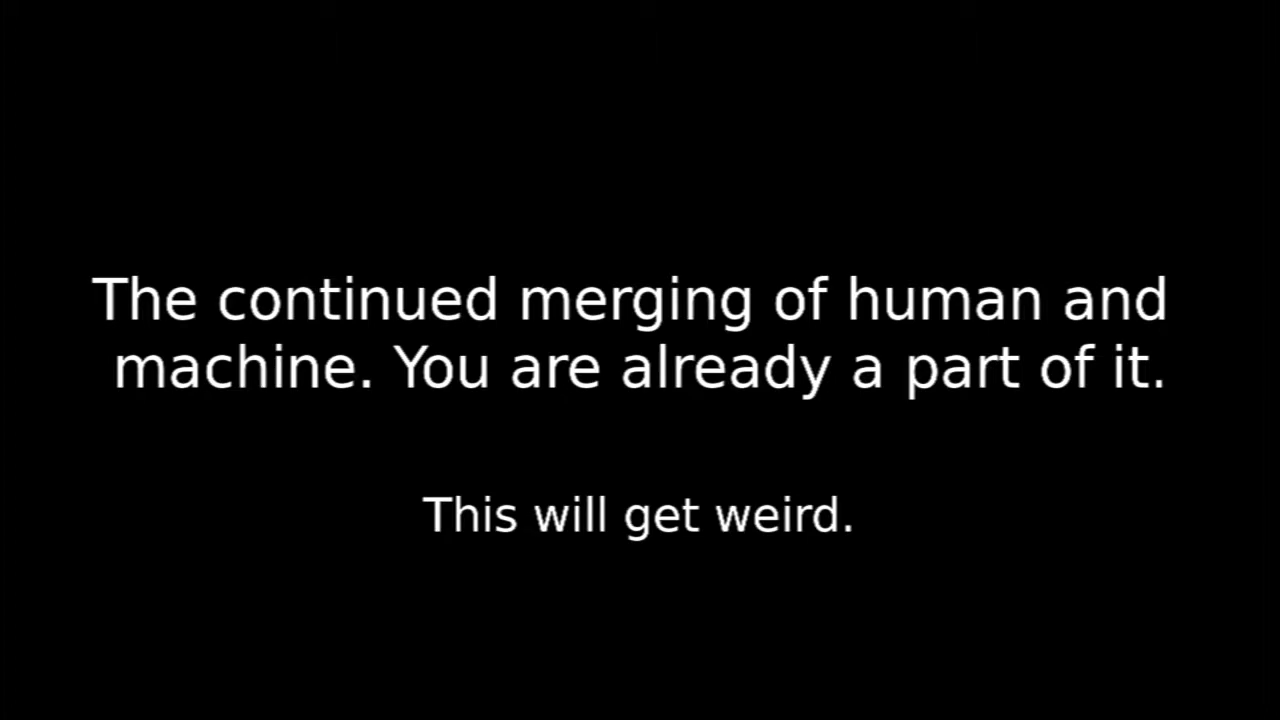 The continued merging of human and
machine. You are already a part of it.
This will get weird.